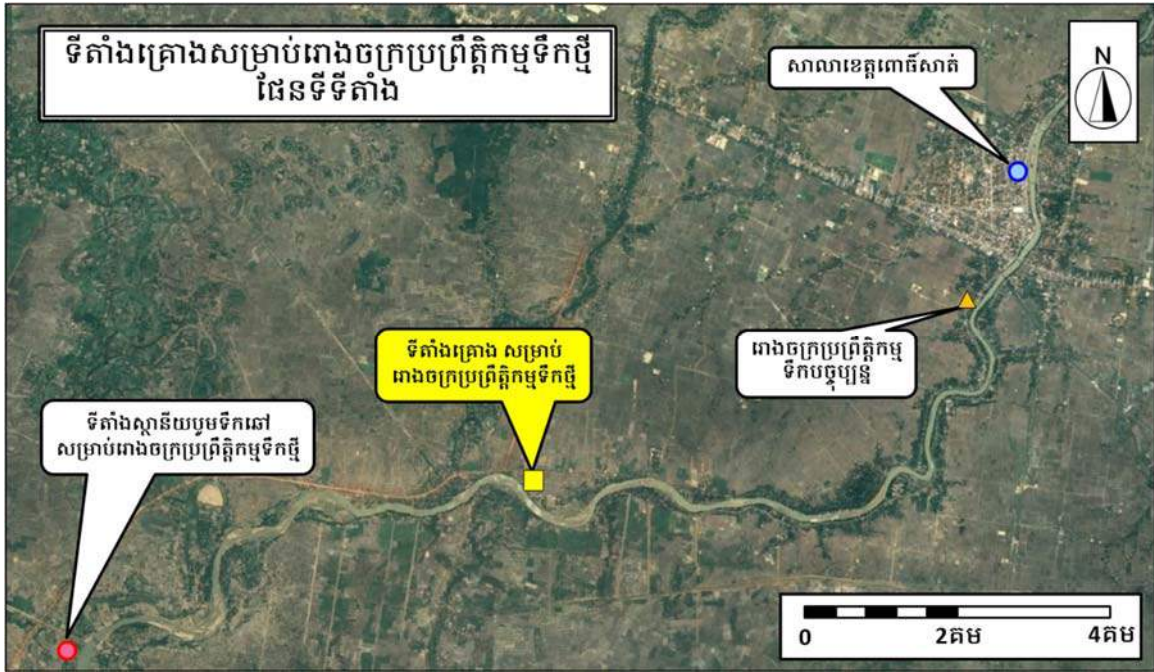 ទីតាំងគ្រោងសម្រាប់រោងចក្រប្រព្រឹត្តិកម្មទឹកថ្មី
ផែនទីទីតាំង
សាលាខេត្តពោធិ៍សាត់
N
ទីតាំងគ្រោង សម្រាប់
រោងចក្រប្រព្រឹត្តិកម្មទឹកថ្មី
រោងចក្រប្រព្រឹត្តិកម្ម
ទឹកបច្ចុប្បន្ន
ទីតាំងស្ថានីយបូមទឹកឆៅ
សម្រាប់រោងចក្រប្រព្រឹត្តិកម្មទឹកថ្មី
0 2គម 4គម